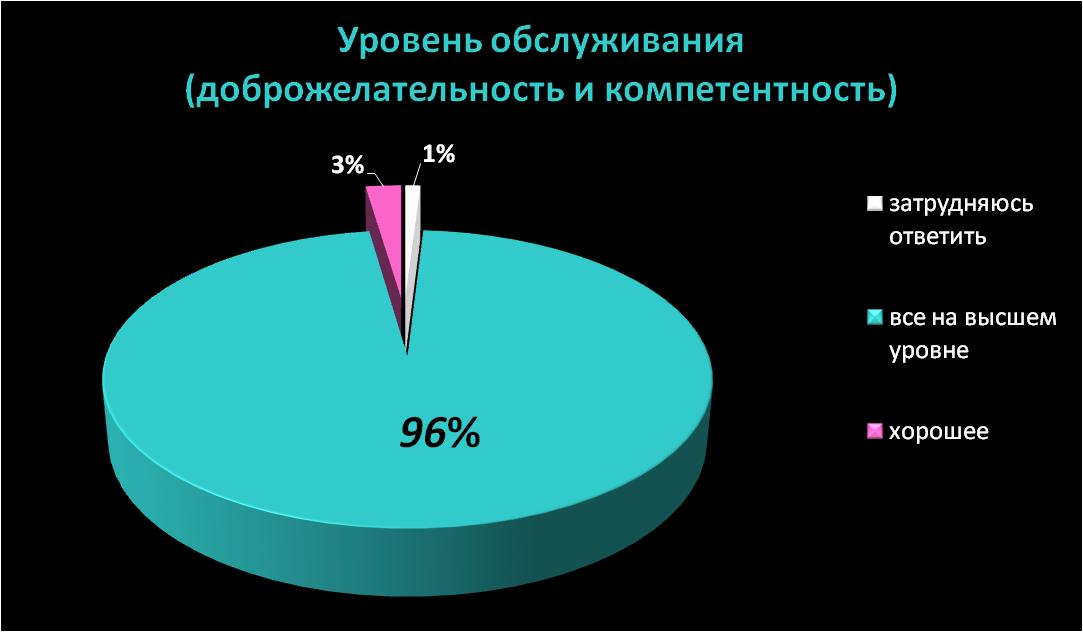 Уровень обслуживания
(доброжелательность и компетентность)
3%
1%
96%
затрудняюсь
ответить
все на высшем
уровне
хорошее